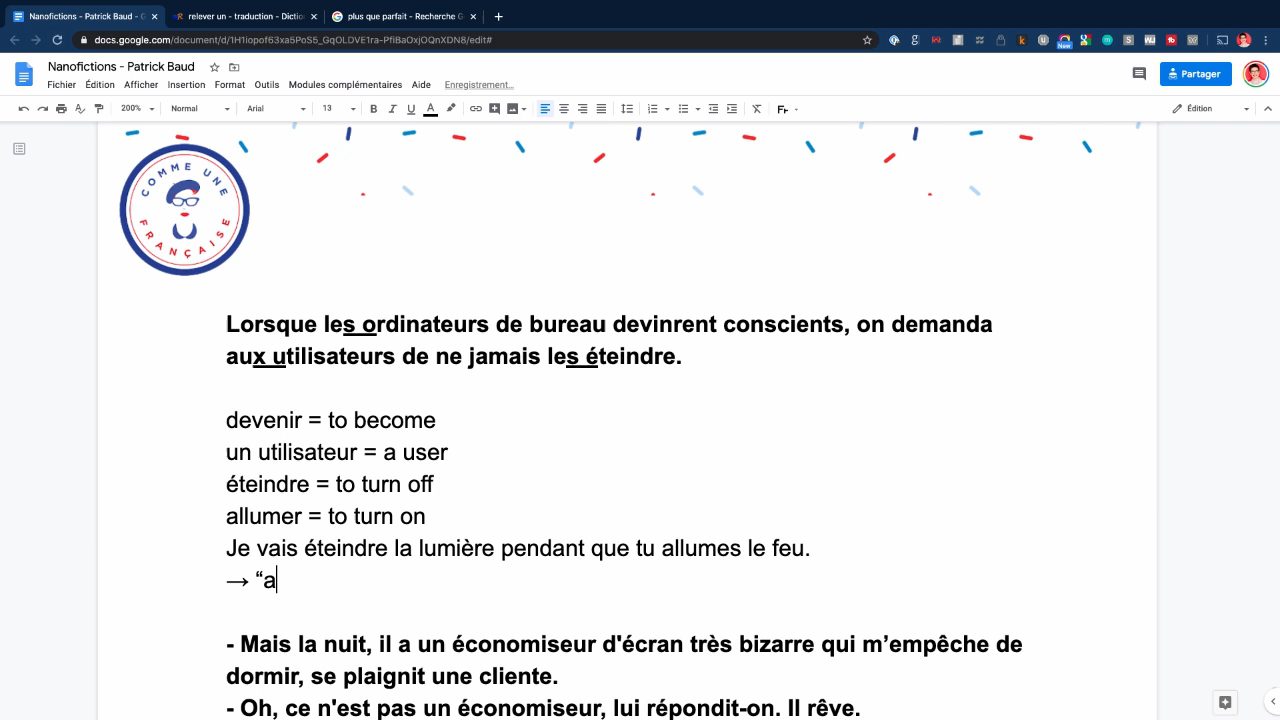 Nanofictions - Patrick Baud - G
relever un - traduction - Dictio
plus que parfait - Recherche G
docs.google.com/document/d/1H1iopof63xa5PoS5_GqOLDVE1ra-PfiBaOxjOQnXDN8/edit#
Nanofictions - Patrick Baud
Fichier Édition Afficher Insertion Format Outils Modules complémentaires Aide Enregistrement…
Partager
200% Normal Arial 13 Édition
COMME UNE FRANÇAISE
Lorsque les ordinateurs de bureau devinrent conscients, on demanda
aux utilisateurs de ne jamais les éteindre.
devenir = to become
un utilisateur = a user
éteindre = to turn off
allumer = to turn on
Je vais éteindre la lumière pendant que tu allumes le feu.
→ “a
- Mais la nuit, il a un économiseur d'écran très bizarre qui m’empêche de
dormir, se plaignit une cliente.
- Oh, ce n'est pas un économiseur, lui répondit-on. Il rêve.